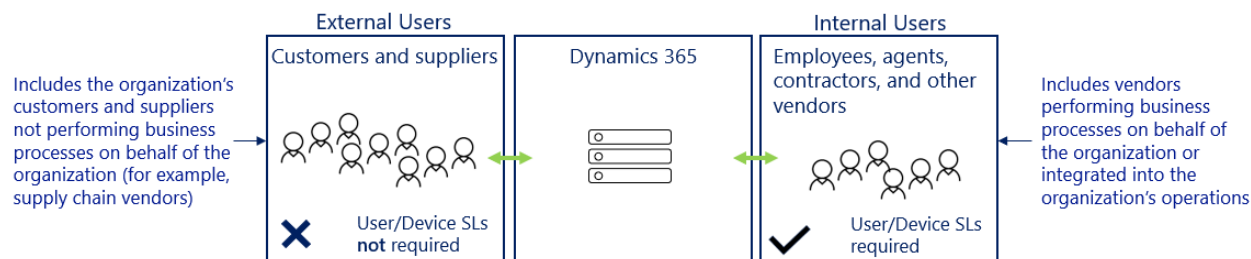 External Users
Internal Users
Customers and suppliers
Dynamics 365
Employees, agents,
contractors, and other
vendors
Includes the organization's
customers and suppliers
not performing business
processes on behalf of the
organization (for example,
supply chain vendors)
Includes vendors
performing business
processes on behalf of
the organization or
integrated into the
organization's operations
User/Device SLs
not required
User/Device SLs
required